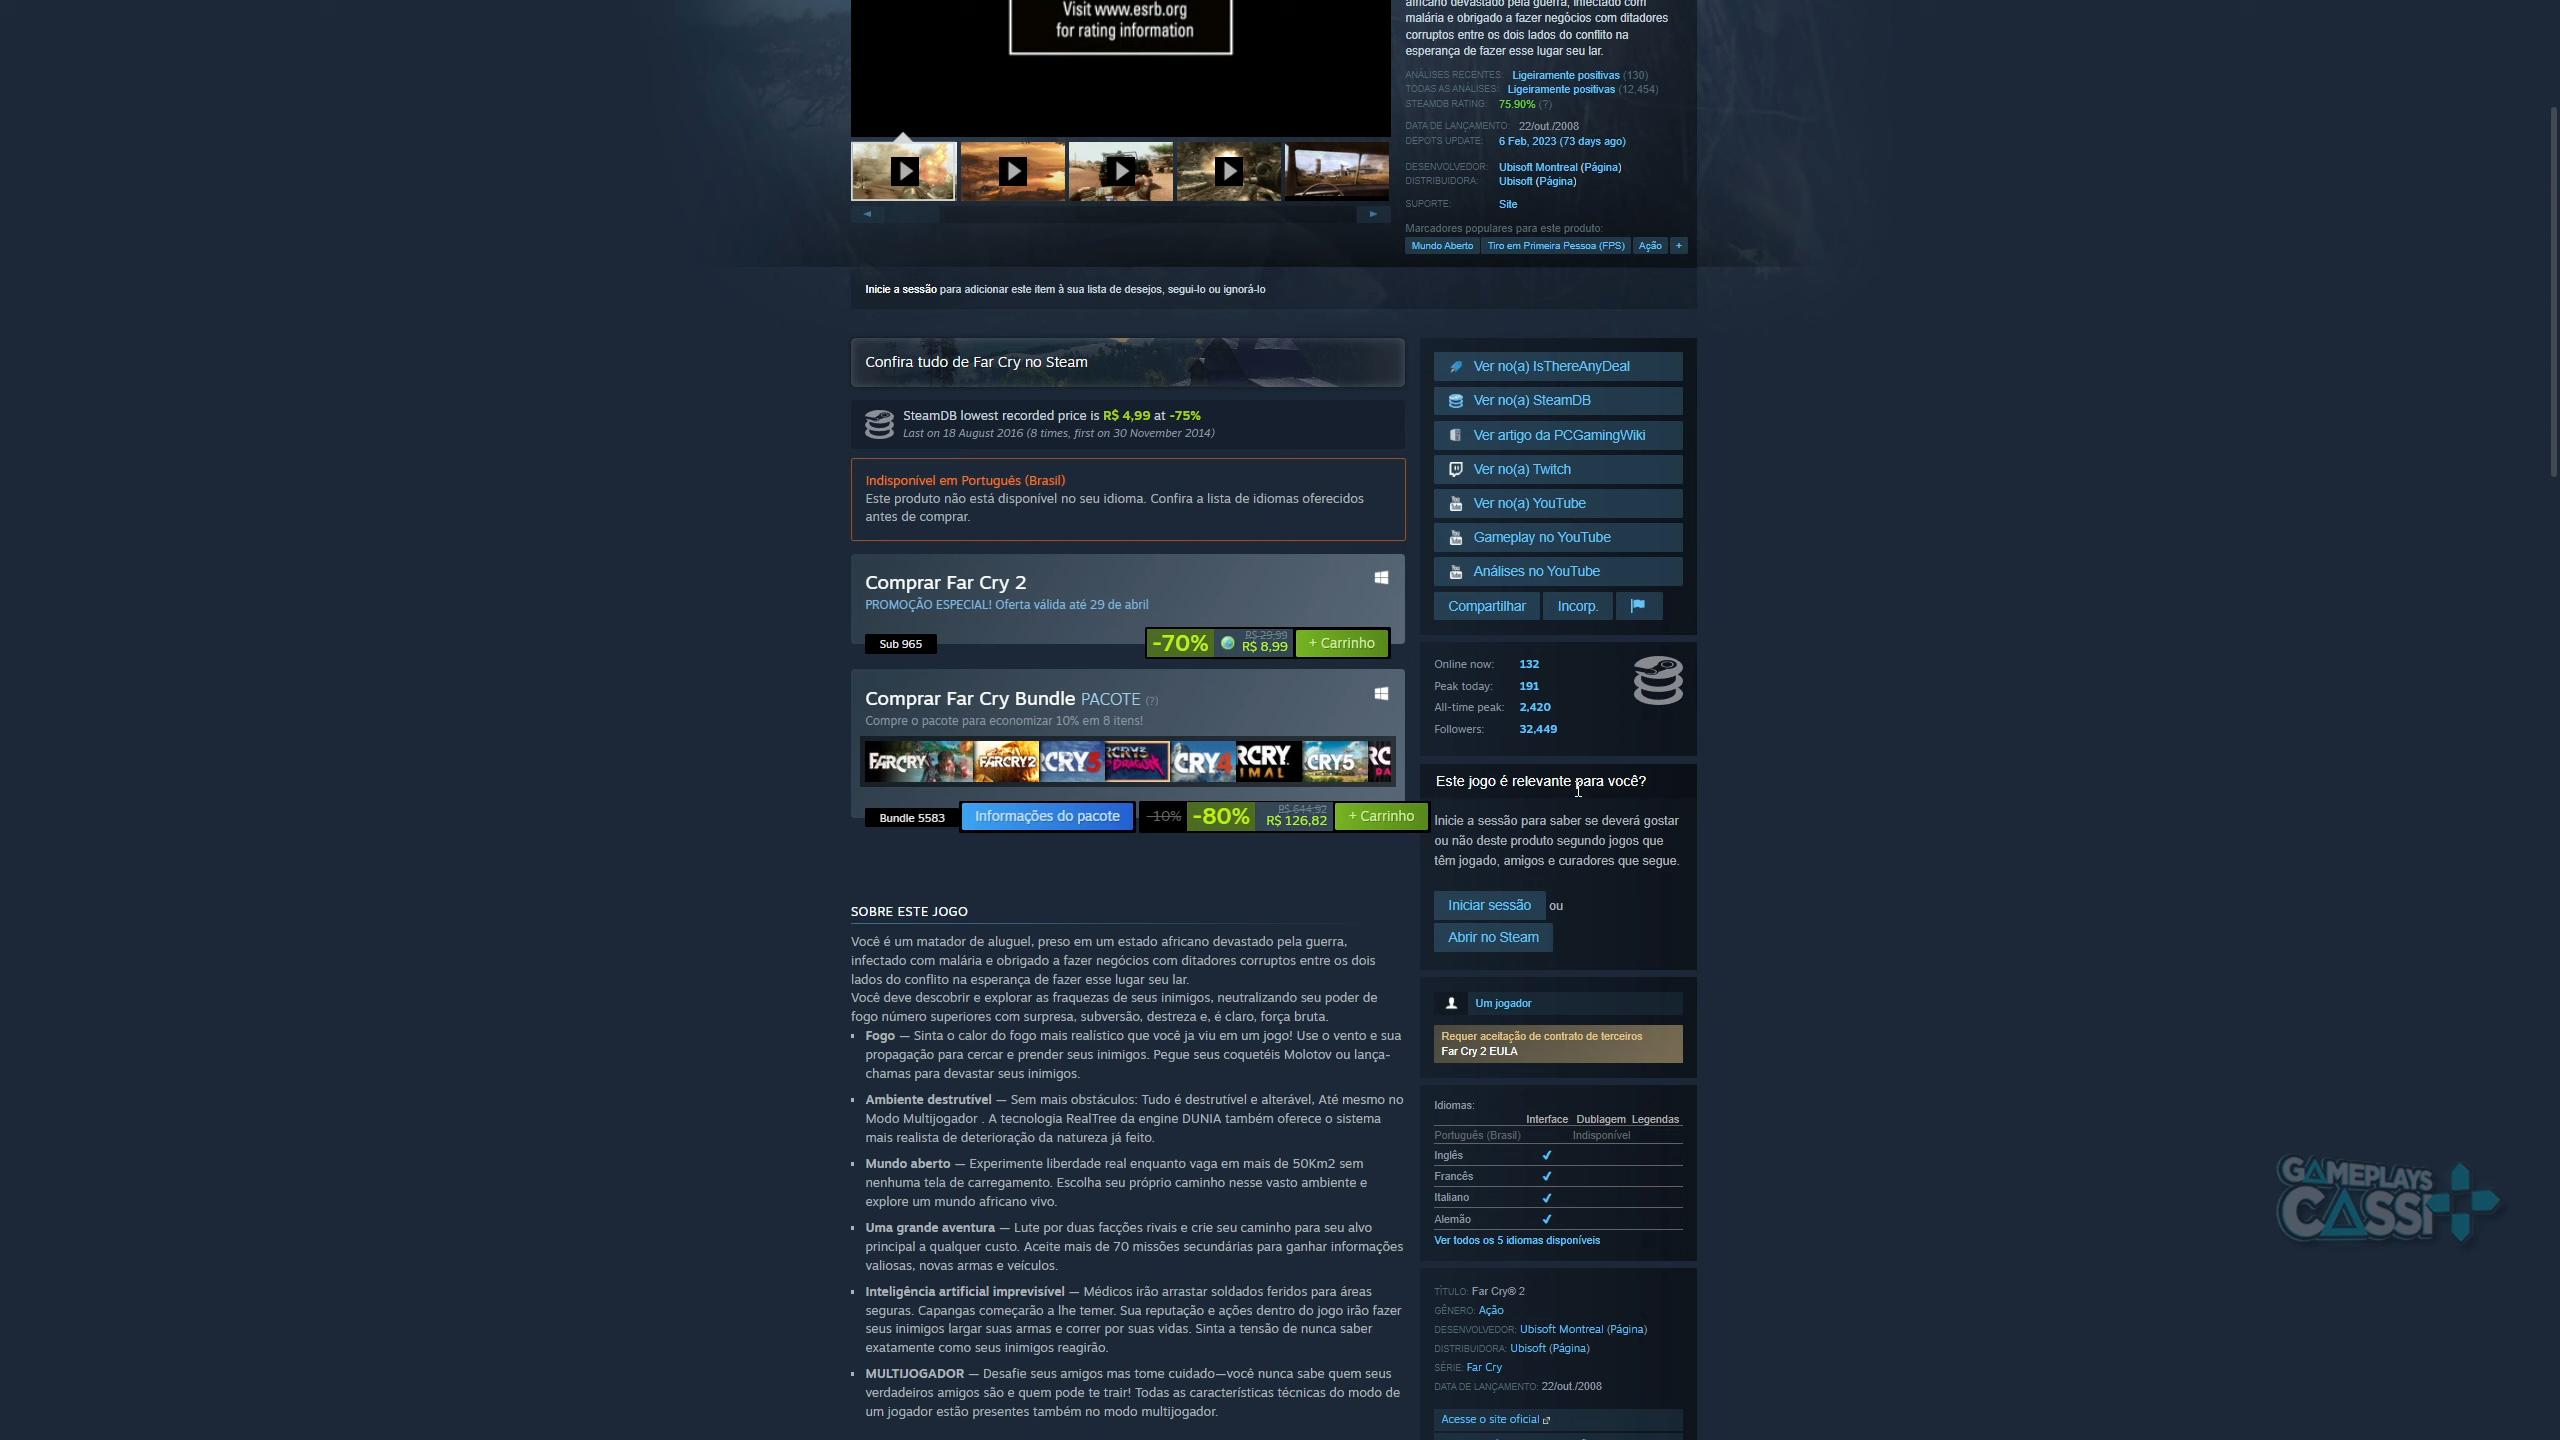 Visit www.esrb.org
for rating information
africano devastado pela guerra, infectado com
malária e obrigado a fazer negócios com ditadores
corruptos entre os dois lados do conflito na
esperança de fazer esse lugar seu lar.
ANÁLISES RECENTES: Ligeiramente positivas (130)
TODAS AS ANÁLISES: Ligeiramente positivas (12,454)
STEAMDB RATING: 75.90% (?)
DATA DE LANÇAMENTO: 22/out./2008
DEPOTS UPDATE: 6 Feb, 2023 (73 days ago)
DESENVOLVEDOR: Ubisoft Montreal (Página)
DISTRIBUIDORA: Ubisoft (Página)
SUPORTE: Site
Marcadores populares para este produto:
Mundo Aberto Tiro em Primeira Pessoa (FPS) Ação +
Inicie a sessão para adicionar este item à sua lista de desejos, segui-lo ou ignorá-lo
Confira tudo de Far Cry no Steam
SteamDB lowest recorded price is R$ 4,99 at -75%
Last on 18 August 2016 (8 times, first on 30 November 2014)
Indisponível em Português (Brasil)
Este produto não está disponível no seu idioma. Confira a lista de idiomas oferecidos
antes de comprar.
Comprar Far Cry 2
PROMOÇÃO ESPECIAL! Oferta válida até 29 de abril
Sub 965
-70% R$ 29,99
R$ 8,99 + Carrinho
Comprar Far Cry Bundle PACOTE (?)
Compre o pacote para economizar 10% em 8 itens!
FARCRY FARCRY2 CRY3 RCRY3 DRAGON CRY4 RCRY. IMAL CRY5 RC DA
Bundle 5583 Informações do pacote -10% -80% R$ 644,92
R$ 126,82 + Carrinho
SOBRE ESTE JOGO
Você é um matador de aluguel, preso em um estado africano devastado pela guerra,
infectado com malária e obrigado a fazer negócios com ditadores corruptos entre os dois
lados do conflito na esperança de fazer esse lugar seu lar.
Você deve descobrir e explorar as fraquezas de seus inimigos, neutralizando seu poder de
fogo número superiores com surpresa, subversão, destreza e, é claro, força bruta.
Fogo — Sinta o calor do fogo mais realístico que você ja viu em um jogo! Use o vento e sua
propagação para cercar e prender seus inimigos. Pegue seus coquetéis Molotov ou lança-
chamas para devastar seus inimigos.
Ambiente destrutível — Sem mais obstáculos: Tudo é destrutível e alterável, Até mesmo no
Modo Multijogador . A tecnologia RealTree da engine DUNIA também oferece o sistema
mais realista de deterioração da natureza já feito.
Mundo aberto — Experimente liberdade real enquanto vaga em mais de 50Km2 sem
nenhuma tela de carregamento. Escolha seu próprio caminho nesse vasto ambiente e
explore um mundo africano vivo.
Uma grande aventura — Lute por duas facções rivais e crie seu caminho para seu alvo
principal a qualquer custo. Aceite mais de 70 missões secundárias para ganhar informações
valiosas, novas armas e veículos.
Inteligência artificial imprevisível — Médicos irão arrastar soldados feridos para áreas
seguras. Capangas começarão a lhe temer. Sua reputação e ações dentro do jogo irão fazer
seus inimigos largar suas armas e correr por suas vidas. Sinta a tensão de nunca saber
exatamente como seus inimigos reagirão.
MULTIJOGADOR — Desafie seus amigos mas tome cuidado—você nunca sabe quem seus
verdadeiros amigos são e quem pode te trair! Todas as características técnicas do modo de
um jogador estão presentes também no modo multijogador.
Ver no(a) IsThereAnyDeal
Ver no(a) SteamDB
Ver artigo da PCGamingWiki
Ver no(a) Twitch
Ver no(a) YouTube
Gameplay no YouTube
Análises no YouTube
Compartilhar Incorp.
Online now: 132
Peak today: 191
All-time peak: 2,420
Followers: 32,449
Este jogo é relevante para você?
Inicie a sessão para saber se deverá gostar
ou não deste produto segundo jogos que
têm jogado, amigos e curadores que segue.
Iniciar sessão ou
Abrir no Steam
Um jogador
Requer aceitação de contrato de terceiros
Far Cry 2 EULA
Idiomas:
Interface Dublagem Legendas
Português (Brasil) Indisponível
Inglês ✔
Francês ✔
Italiano ✔
Alemão ✔
Ver todos os 5 idiomas disponíveis
TÍTULO: Far Cry® 2
GÊNERO: Ação
DESENVOLVEDOR: Ubisoft Montreal (Página)
DISTRIBUIDORA: Ubisoft (Página)
SÉRIE: Far Cry
DATA DE LANÇAMENTO: 22/out./2008
Acesse o site oficial
GAMEPLAYS
CASSI